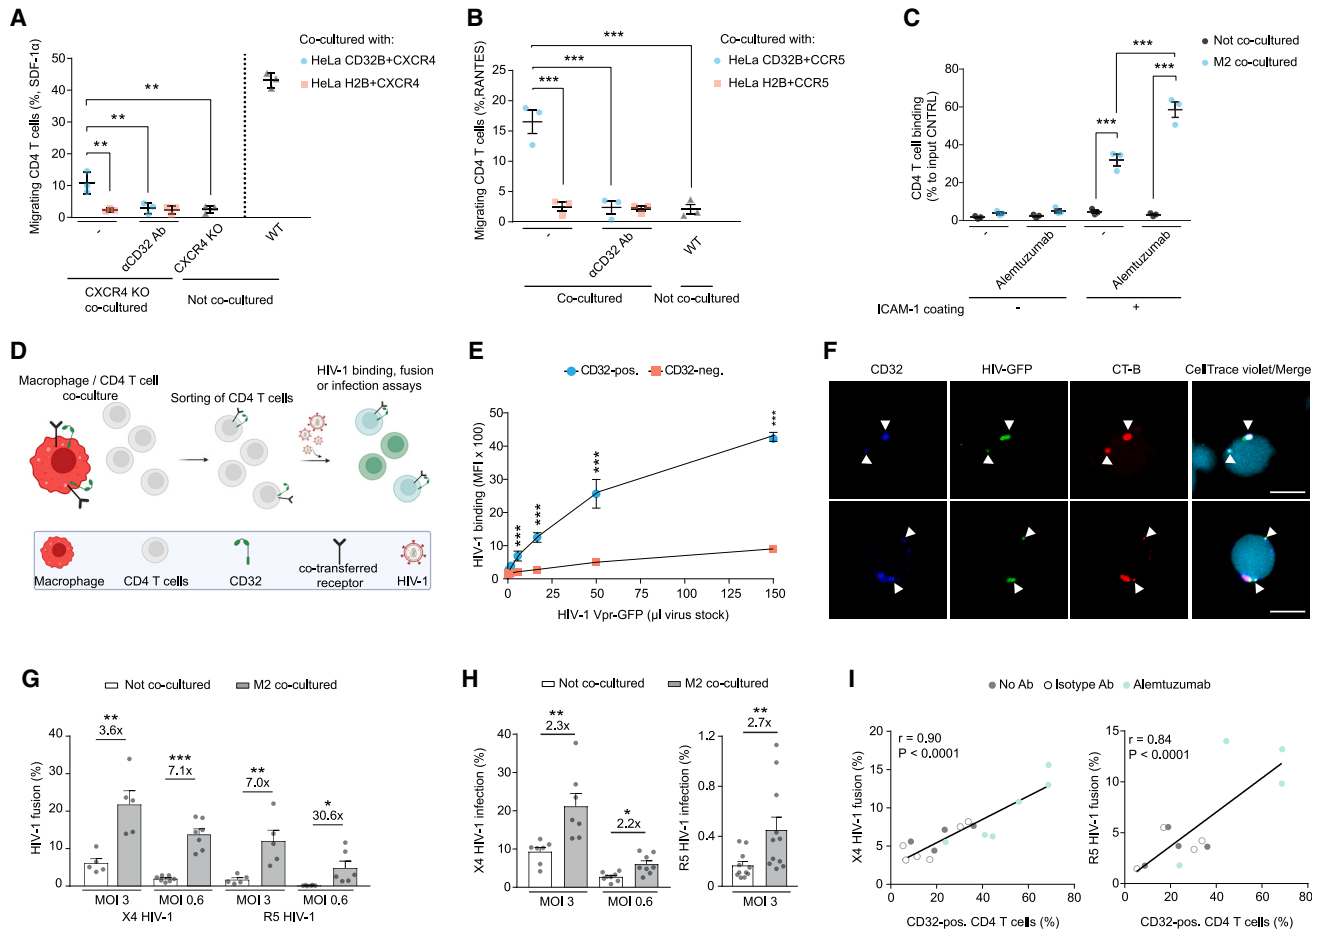 A
Co-cultured with:
HeLa CD32B+CXCR4
HeLa H2B+CXCR4
Migrating CD4 T cells (%, SDF-1α)
50
40
30
20
10
0
**
**
**
-
αCD32 Ab
CXCR4 KO
WT
CXCR4 KO
co-cultured
Not co-cultured
B
Co-cultured with:
HeLa CD32B+CCR5
HeLa H2B+CCR5
Migrating CD4 T cells (%,RANTES)
25
20
15
10
5
0
***
***
***
-
αCD32 Ab
WT
Co-cultured
Not co-cultured
C
Not co-cultured
M2 co-cultured
CD4 T cell binding
(% to input CNTRL)
80
60
40
20
0
***
***
***
-
Alemtuzumab
-
Alemtuzumab
ICAM-1 coating
-
+
D
Macrophage / CD4 T cell
co-culture
Sorting of CD4 T cells
HIV-1 binding, fusion
or infection assays
Macrophage
CD4 T cells
CD32
co-transferred
receptor
HIV-1
E
CD32-pos.
CD32-neg.
HIV-1 binding (MFI x 100)
50
40
30
20
10
0
***
***
***
***
0
25
50
75
100
125
150
HIV-1 Vpr-GFP (µl virus stock)
F
CD32
HIV-GFP
CT-B
CellTrace violet/Merge
G
Not co-cultured
M2 co-cultured
HIV-1 fusion (%)
40
30
20
10
0
**
3.6x
***
7.1x
**
7.0x
*
30.6x
MOI 3
MOI 0.6
MOI 3
MOI 0.6
X4 HIV-1
R5 HIV-1
H
Not co-cultured
M2 co-cultured
X4 HIV-1 infection (%)
40
30
20
10
0
**
2.3x
*
2.2x
MOI 3
MOI 0.6
R5 HIV-1 infection (%)
1.2
0.8
0.4
0
**
2.7x
MOI 3
I
No Ab
Isotype Ab
Alemtuzumab
X4 HIV-1 fusion (%)
20
15
10
5
0
r = 0.90
P < 0.0001
0
20
40
60
80
CD32-pos. CD4 T cells (%)
R5 HIV-1 fusion (%)
15
10
5
0
r = 0.84
P < 0.0001
0
20
40
60
80
CD32-pos. CD4 T cells (%)